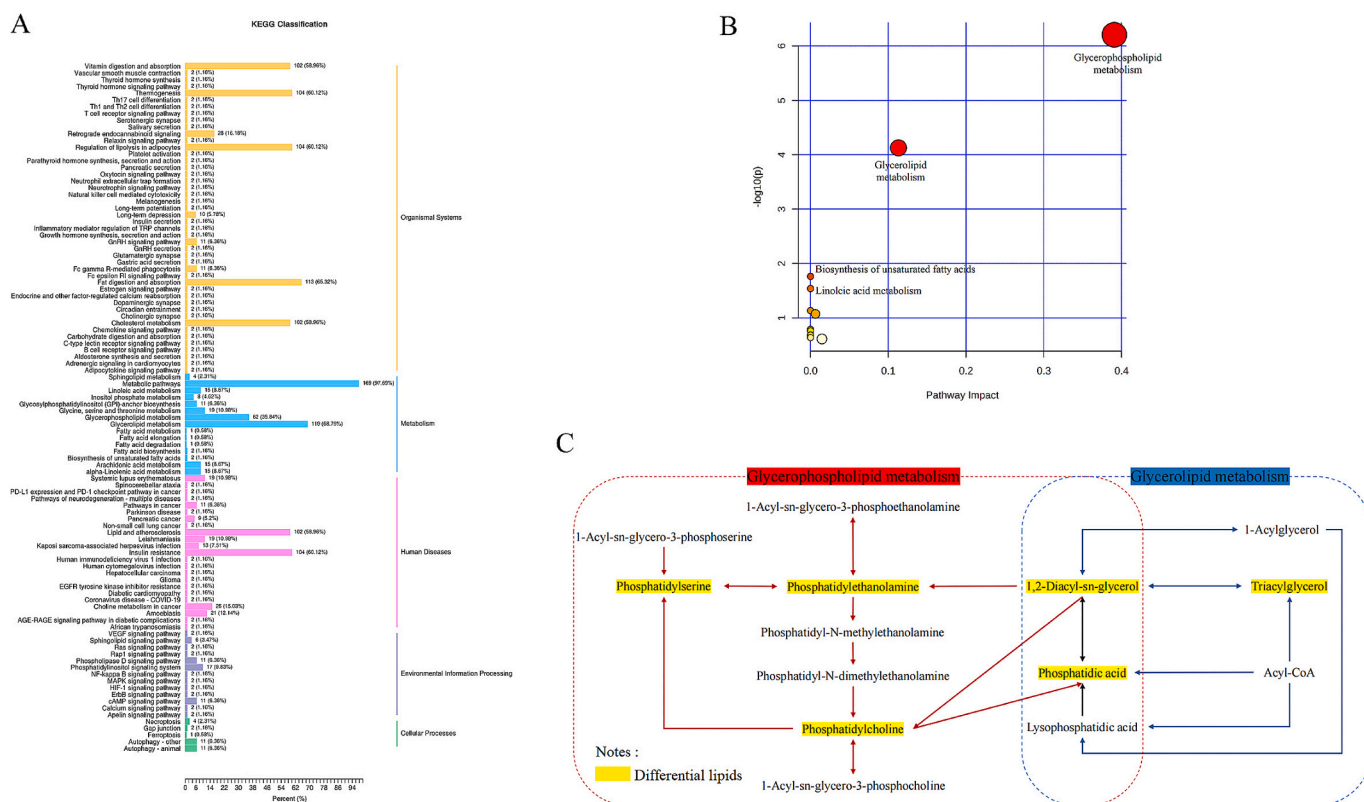 A
KEGG Classification
Vitamin digestion and absorption 102 (58.96%)
Vascular smooth muscle contraction 2 (1.16%)
Thyroid hormone synthesis 2 (1.16%)
Thyroid hormone signaling pathway 2 (1.16%)
Thermogenesis 104 (60.12%)
Th17 cell differentiation 2 (1.16%)
Th1 and Th2 cell differentiation 2 (1.16%)
T cell receptor signaling pathway 2 (1.16%)
Serotonergic synapse 2 (1.16%)
Salivary secretion 2 (1.16%)
Retrograde endocannabinoid signaling 28 (16.18%)
Relaxin signaling pathway 2 (1.16%)
Regulation of lipolysis in adipocytes 104 (60.12%)
Platelet activation 2 (1.16%)
Parathyroid hormone synthesis, secretion and action 2 (1.16%)
Pancreatic secretion 2 (1.16%)
Oxytocin signaling pathway 2 (1.16%)
Neutrophil extracellular trap formation 2 (1.16%)
Neurotrophin signaling pathway 2 (1.16%)
Natural killer cell mediated cytotoxicity 2 (1.16%)
Melanogenesis 2 (1.16%)
Long-term potentiation 2 (1.16%)
Long-term depression 10 (5.78%)
Insulin secretion 2 (1.16%)
Inflammatory mediator regulation of TRP channels 2 (1.16%)
Growth hormone synthesis, secretion and action 2 (1.16%)
GnRH signaling pathway 11 (6.36%)
GnRH secretion 2 (1.16%)
Glutamatergic synapse 2 (1.16%)
Gastric acid secretion 2 (1.16%)
Fc gamma R-mediated phagocytosis 11 (6.36%)
Fc epsilon RI signaling pathway 2 (1.16%)
Fat digestion and absorption 113 (65.32%)
Estrogen signaling pathway 2 (1.16%)
Endocrine and other factor-regulated calcium reabsorption 2 (1.16%)
Dopaminergic synapse 2 (1.16%)
Circadian entrainment 2 (1.16%)
Cholinergic synapse 2 (1.16%)
Cholesterol metabolism 102 (58.96%)
Chemokine signaling pathway 2 (1.16%)
Carbohydrate digestion and absorption 2 (1.16%)
C-type lectin receptor signaling pathway 2 (1.16%)
B cell receptor signaling pathway 2 (1.16%)
Aldosterone synthesis and secretion 2 (1.16%)
Adrenergic signaling in cardiomyocytes 2 (1.16%)
Adipocytokine signaling pathway 2 (1.16%)
Organismal Systems
Sphingolipid metabolism 4 (2.31%)
Metabolic pathways 169 (97.69%)
Linoleic acid metabolism 15 (8.67%)
Inositol phosphate metabolism 8 (4.62%)
Glycosylphosphatidylinositol (GPI)-anchor biosynthesis 11 (6.36%)
Glycine, serine and threonine metabolism 19 (10.98%)
Glycerophospholipid metabolism 62 (35.84%)
Glycerolipid metabolism 119 (68.79%)
Fatty acid metabolism 1 (0.58%)
Fatty acid elongation 1 (0.58%)
Fatty acid degradation 1 (0.58%)
Fatty acid biosynthesis 2 (1.16%)
Biosynthesis of unsaturated fatty acids 2 (1.16%)
Arachidonic acid metabolism 15 (8.67%)
alpha-Linolenic acid metabolism 15 (8.67%)
Metabolism
Systemic lupus erythematosus 19 (10.98%)
Spinocerebellar ataxia 2 (1.16%)
PD-L1 expression and PD-1 checkpoint pathway in cancer 2 (1.16%)
Pathways of neurodegeneration - multiple diseases 2 (1.16%)
Pathways in cancer 11 (6.36%)
Parkinson disease 2 (1.16%)
Pancreatic cancer 9 (5.2%)
Non-small cell lung cancer 2 (1.16%)
Lipid and atherosclerosis 102 (58.96%)
Leishmaniasis 19 (10.98%)
Kaposi sarcoma-associated herpesvirus infection 13 (7.51%)
Insulin resistance 104 (60.12%)
Human immunodeficiency virus 1 infection 2 (1.16%)
Human cytomegalovirus infection 2 (1.16%)
Hepatocellular carcinoma 2 (1.16%)
Glioma 2 (1.16%)
EGFR tyrosine kinase inhibitor resistance 2 (1.16%)
Diabetic cardiomyopathy 2 (1.16%)
Coronavirus disease - COVID-19 2 (1.16%)
Choline metabolism in cancer 26 (15.03%)
Amoebiasis 21 (12.14%)
AGE-RAGE signaling pathway in diabetic complications 2 (1.16%)
African trypanosomiasis 2 (1.16%)
Human Diseases
VEGF signaling pathway 2 (1.16%)
Sphingolipid signaling pathway 6 (3.47%)
Ras signaling pathway 2 (1.16%)
Rap1 signaling pathway 2 (1.16%)
Phospholipase D signaling pathway 11 (6.36%)
Phosphatidylinositol signaling system 17 (9.83%)
NF-kappa B signaling pathway 2 (1.16%)
MAPK signaling pathway 2 (1.16%)
HIF-1 signaling pathway 2 (1.16%)
ErbB signaling pathway 2 (1.16%)
cAMP signaling pathway 11 (6.36%)
Calcium signaling pathway 2 (1.16%)
Apelin signaling pathway 2 (1.16%)
Environmental Information Processing
Necroptosis 4 (2.31%)
Gap junction 2 (1.16%)
Ferroptosis 1 (0.58%)
Autophagy - other 11 (6.36%)
Autophagy - animal 11 (6.36%)
Cellular Processes
0 6 14 22 30 38 46 54 62 70 78 86 94
Percent (%)
B
Glycerophospholipid
metabolism
Glycerolipid
metabolism
Biosynthesis of unsaturated fatty acids
Linoleic acid metabolism
6
5
4
3
2
1
-log10(p)
0.0 0.1 0.2 0.3 0.4
Pathway Impact
C
Glycerophospholipid metabolism
Glycerolipid metabolism
1-Acyl-sn-glycero-3-phosphoethanolamine
1-Acylglycerol
1-Acyl-sn-glycero-3-phosphoserine
Phosphatidylserine
Phosphatidylethanolamine
1,2-Diacyl-sn-glycerol
Triacylglycerol
Phosphatidyl-N-methylethanolamine
Phosphatidyl-N-dimethylethanolamine
Phosphatidic acid
Acyl-CoA
Phosphatidylcholine
Lysophosphatidic acid
Notes :
Differential lipids
1-Acyl-sn-glycero-3-phosphocholine